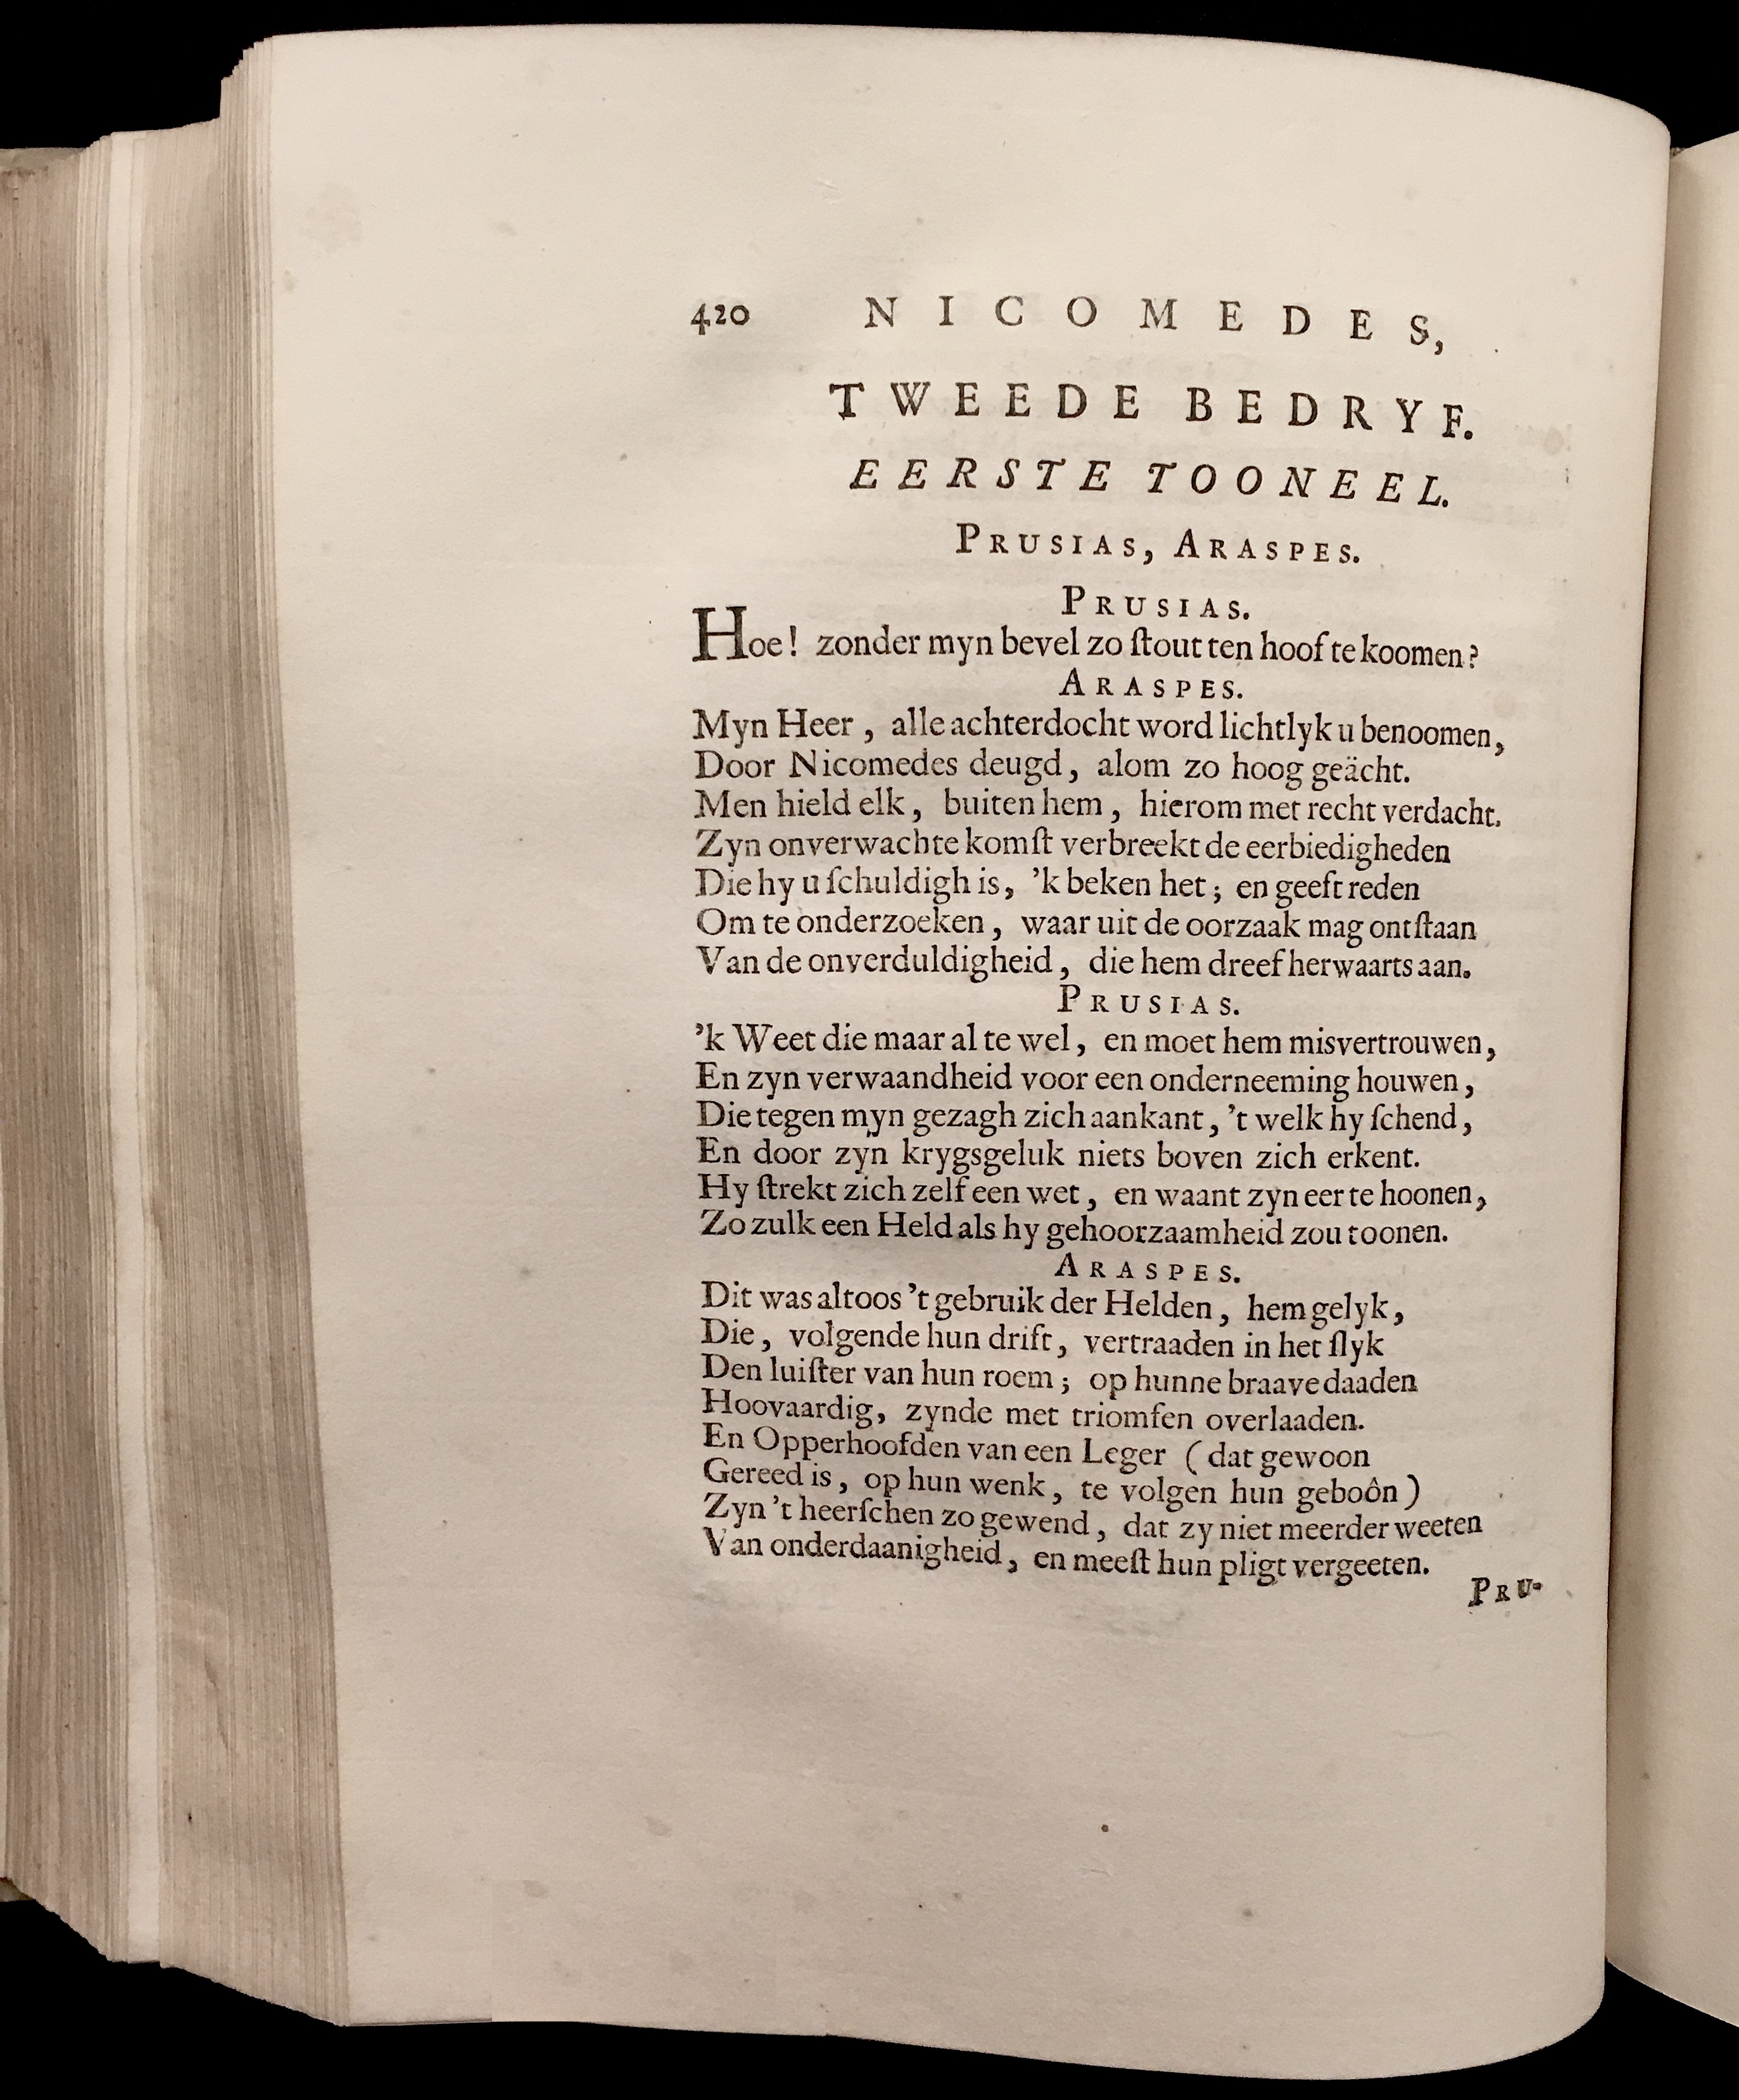 420 NICOMEDES,
TWEEDE BEDRYF.
EERSTE TOONEEL.
PRUSIAS, ARASPES.
PRUSIAS.
Hoe! zonder myn bevel zo ſtout ten hoof te koomen?
ARASPES.
Myn Heer, alle achterdocht word lichtlyk u benoomen,
Door Nicomedes deugd, alom zo hoog geächt.
Men hield elk, buiten hem, hierom met recht verdacht.
Zyn onverwachte komſt verbreekt de eerbiedigheden
Die hy u ſchuldigh is, 'k beken het; en geeft reden
Om te onderzoeken, waar uit de oorzaak mag ontſtaan
Van de onverduldigheid, die hem dreef herwaarts aan.
PRUSIAS.
'k Weet die maar al te wel, en moet hem misvertrouwen,
En zyn verwaandheid voor een onderneeming houwen,
Die tegen myn gezagh zich aankant, 't welk hy ſchend,
En door zyn krygsgeluk niets boven zich erkent.
Hy ſtrekt zich zelf een wet, en waant zyn eer te hoonen,
Zo zulk een Held als hy gehoorzaamheid zou toonen.
ARASPES.
Dit was altoos 't gebruik der Helden, hem gelyk,
Die, volgende hun drift, vertraaden in het ſlyk
Den luiſter van hun roem; op hunne braave daaden
Hoovaardig, zynde met triomfen overlaaden.
En Opperhoofden van een Leger (dat gewoon
Gereed is, op hun wenk, te volgen hun geboôn)
Zyn 't heerſchen zo gewend, dat zy niet meerder weeten
Van onderdaanigheid, en meeſt hun pligt vergeeten.
PRU-